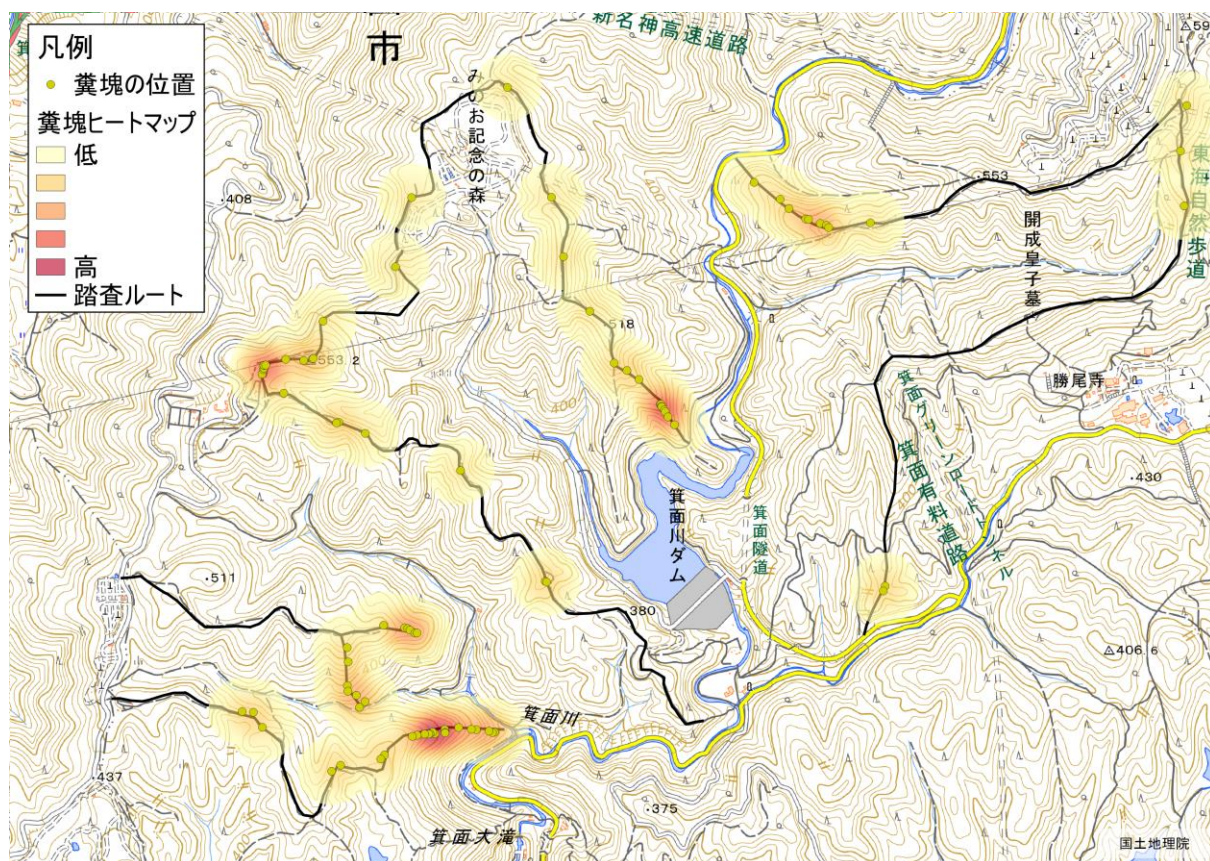 凡例
糞塊の位置
糞塊ヒートマップ
低
高
踏査ルート
市
新名神高速道路
みのお記念の森
408
553
東海自然歩道
開成皇子墓
518
553.2
400
400
勝尾寺
箕面グリーンロードトンネル
箕面有料道路
430
箕面川ダム
箕面隧道
511
380
400
406.6
箕面川
437
375
箕面大滝
国土地理院